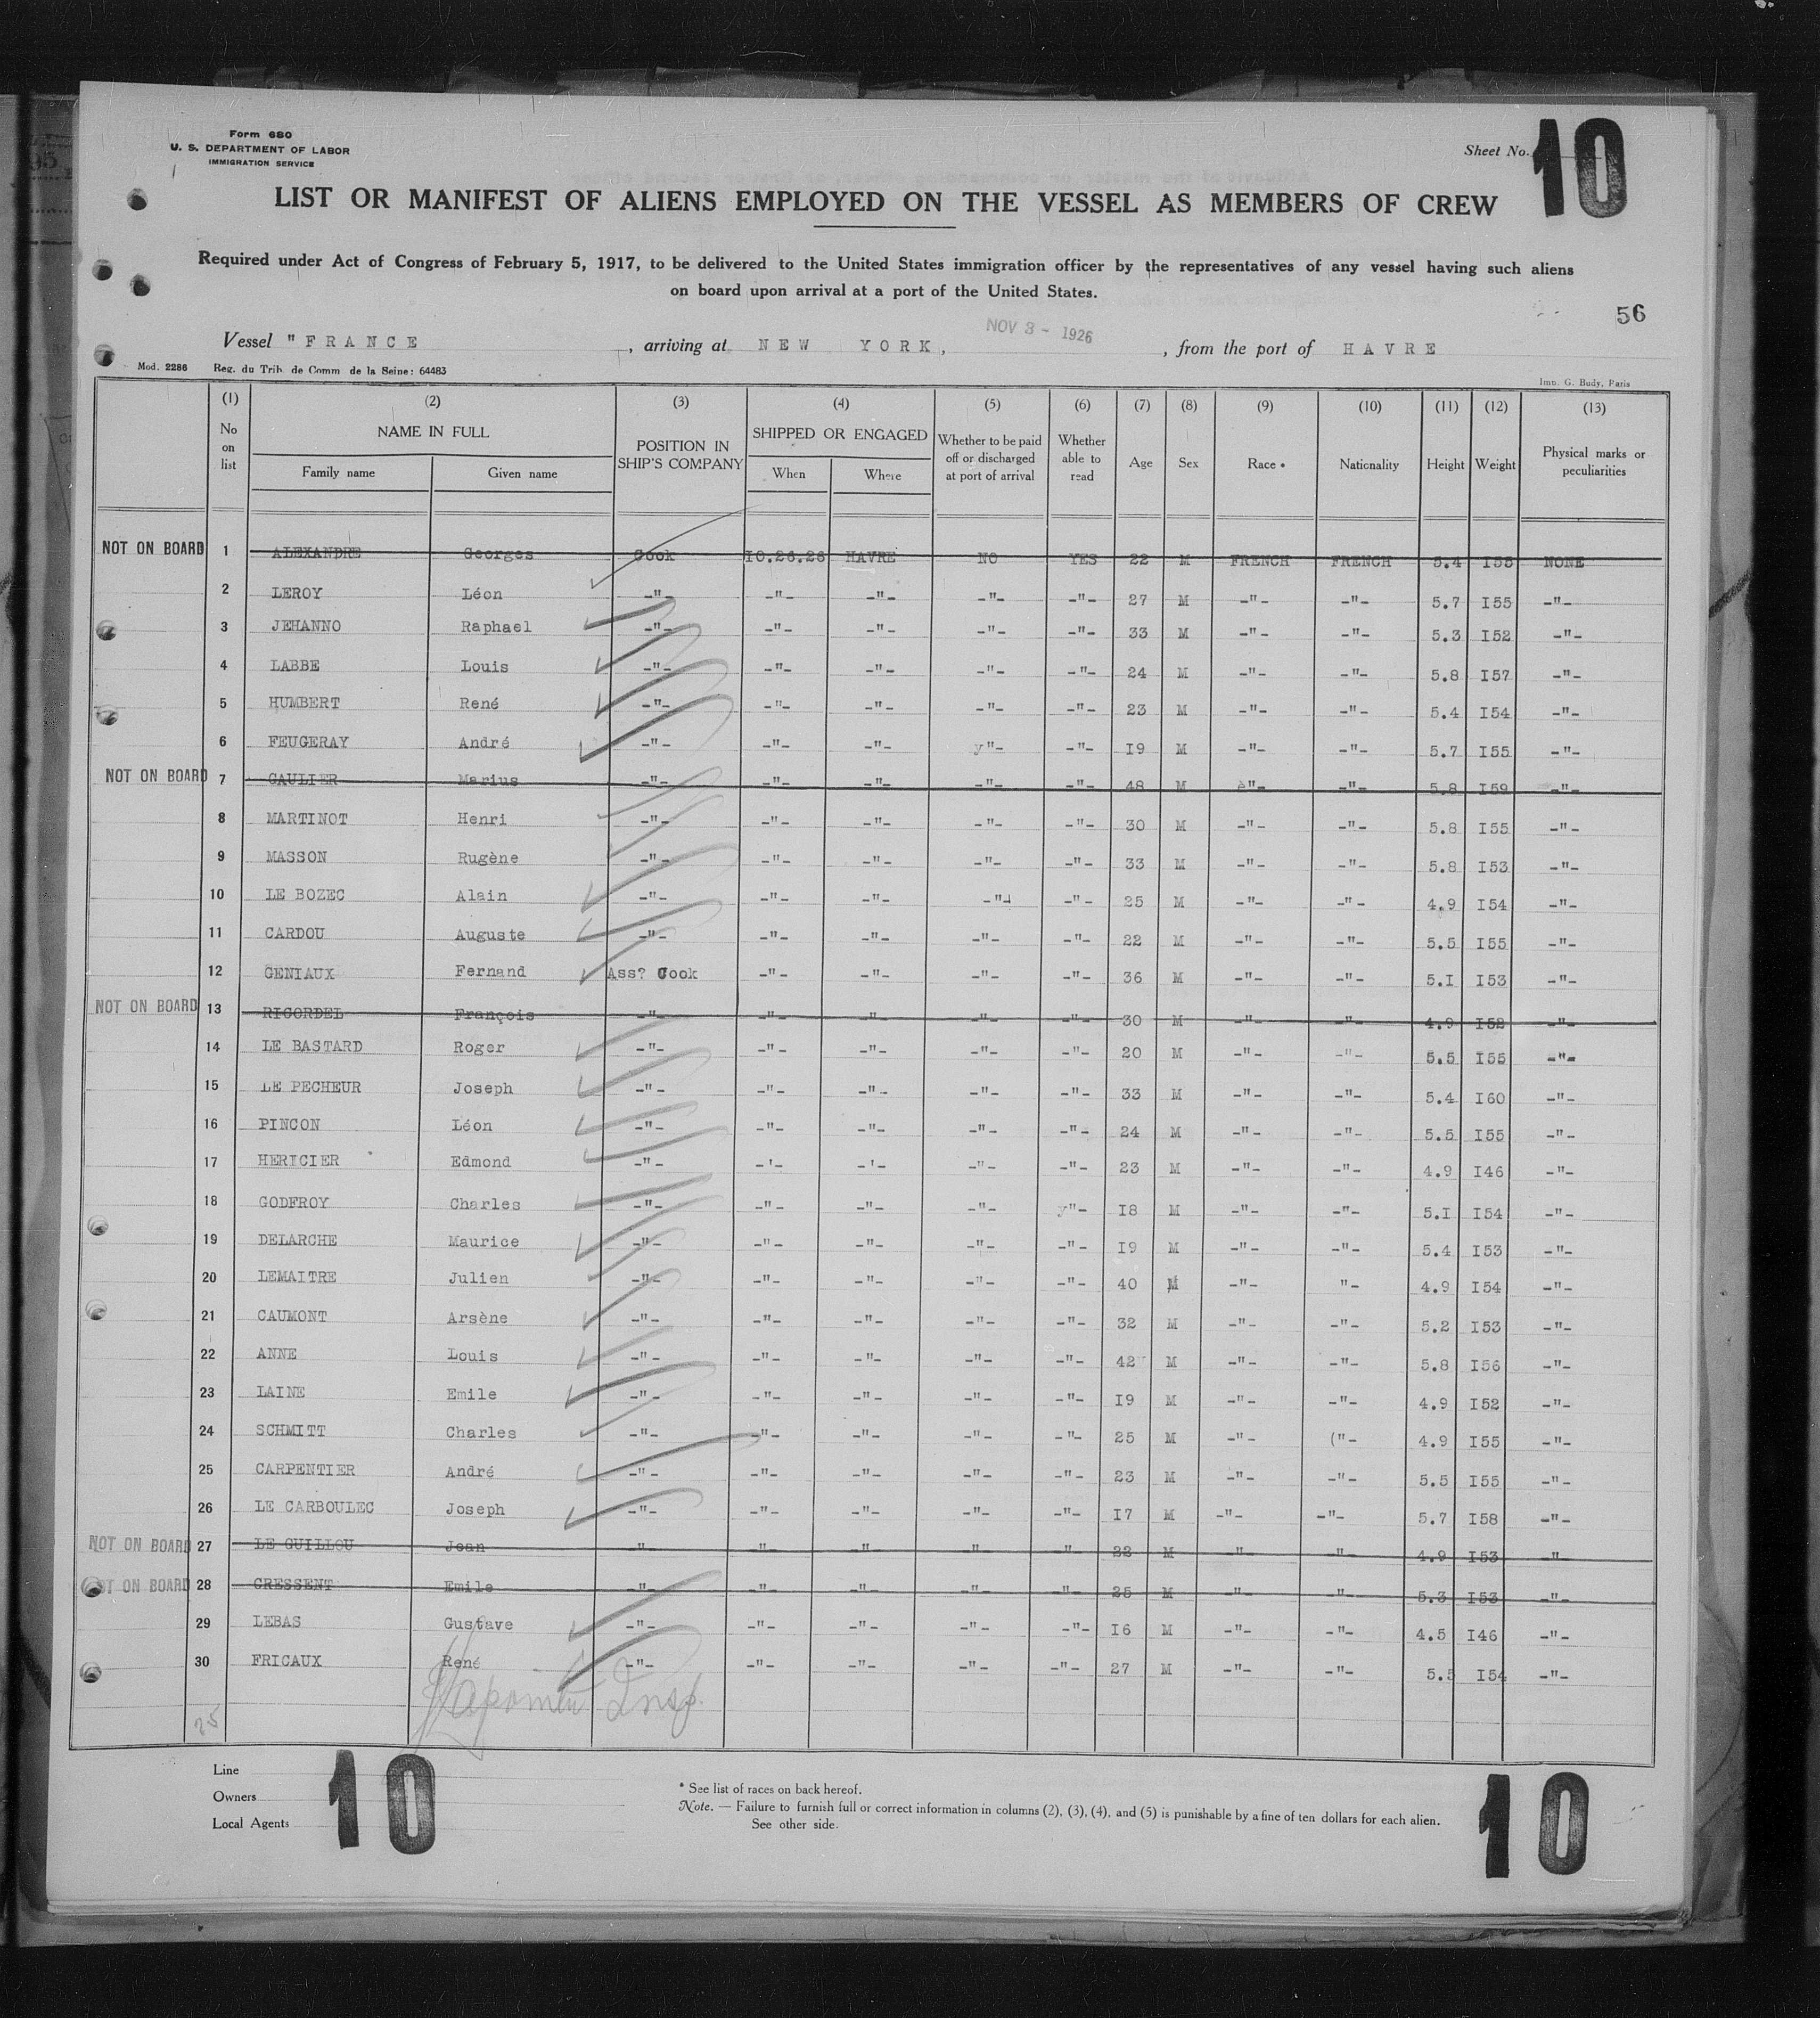 Form 680
U. S. DEPARTMENT OF LABOR
IMMIGRATION SERVICE
Sheet No. 10
LIST OR MANIFEST OF ALIENS EMPLOYED ON THE VESSEL AS MEMBERS OF CREW
Required under Act of Congress of February 5, 1917, to be delivered to the United States immigration officer by the representatives of any vessel having such aliens
on board upon arrival at a port of the United States.
56
NOV 3 - 1926
Vessel "FRANCE , arriving at NEW YORK, , from the port of HAVRE
Mod. 2286 Reg. du Trib. de Comm. de la Seine: 64483
Imp. G. Budy, Paris
(1) (2) (3) (4) (5) (6) (7) (8) (9) (10) (11) (12) (13)
No on list NAME IN FULL Family name Given name POSITION IN SHIP'S COMPANY SHIPPED OR ENGAGED When Where Whether to be paid off or discharged at port of arrival Whether able to read Age Sex Race * Nationality Height Weight Physical marks or peculiarities
NOT ON BOARD 1 ALEXANDRE Georges Cook 10.26.26 HAVRE NO YES 22 M FRENCH FRENCH 5.4 I55 NONE
2 LEROY Léon -"- -"- -"- -"- -"- 27 M -"- -"- 5.7 I55 -"-
3 JEHANNO Raphael -"- -"- -"- -"- -"- 33 M -"- -"- 5.3 I52 -"-
4 LABBE Louis -"- -"- -"- -"- -"- 24 M -"- -"- 5.8 I57 -"-
5 HUMBERT René -"- -"- -"- -"- -"- 23 M -"- -"- 5.4 I54 -"-
6 FEUGERAY André -"- -"- -"- y"- -"- I9 M -"- -"- 5.7 I55 -"-
NOT ON BOARD 7 CAULIER Marius -"- -"- -"- -"- -"- 48 M -"- -"- 5.8 I59 -"-
8 MARTINOT Henri -"- -"- -"- -"- -"- 30 M -"- -"- 5.8 I55 -"-
9 MASSON Rugène -"- -"- -"- -"- -"- 33 M -"- -"- 5.8 I53 -"-
10 LE BOZEC Alain -"- -"- -"- -"- -"- 25 M -"- -"- 4.9 I54 -"-
11 CARDOU Auguste -"- -"- -"- -"- -"- 22 M -"- -"- 5.5 I55 -"-
12 GENIAUX Fernand Ass? Cook -"- -"- -"- -"- 36 M -"- -"- 5.I I53 -"-
NOT ON BOARD 13 RICORDEL François -"- -"- -"- -"- -"- 30 M -"- -"- 4.9 I52 -"-
14 LE BASTARD Roger -"- -"- -"- -"- -"- 20 M -"- -"- 5.5 I55 -"-
15 LE PECHEUR Joseph -"- -"- -"- -"- -"- 33 M -"- -"- 5.4 I60 -"-
16 PINCON Léon -"- -"- -"- -"- -"- 24 M -"- -"- 5.5 I55 -"-
17 HERICIER Edmond -"- -'- -'- -"- -"- 23 M -"- -"- 4.9 I46 -"-
18 GODFROY Charles -"- -"- -"- -"- y"- I8 M -"- -"- 5.I I54 -"-
19 DELARCHE Maurice -"- -"- -"- -"- -"- I9 M -"- -"- 5.4 I53 -"-
20 LEMAITRE Julien -"- -"- -"- -"- -"- 40 M -"- "- 4.9 I54 -"-
21 CAUMONT Arsène -"- -"- -"- -"- -"- 32 M -"- -"- 5.2 I53 -"-
22 ANNE Louis -"- -"- -"- -"- -"- 42 M -"- -"- 5.8 I56 -"-
23 LAINE Emile -"- -"- -"- -"- -"- I9 M -"- -"- 4.9 I52 -"-
24 SCHMITT Charles -"- -"- -"- -"- -"- 25 M -"- ("- 4.9 I55 -"-
25 CARPENTIER André -"- -"- -"- -"- -"- 23 M -"- -"- 5.5 I55 -"-
26 LE CARBOULEC Joseph -"- -"- -"- -"- -"- I7 M -"- -"- 5.7 I58 -"-
NOT ON BOARD 27 LE GUILLOU Jean -"- -"- -"- -"- -"- 22 M -"- -"- 4.9 I53 -"-
NOT ON BOARD 28 CRESSENT Emile -"- -"- -"- -"- -"- 25 M -"- -"- 5.3 I53 -"-
29 LEBAS Gustave -"- -"- -"- -"- -"- I6 M -"- -"- 4.5 I46 -"-
30 FRICAUX René -"- -"- -"- -"- -"- 27 M -"- -"- 5.5 I54 -"-
Insp.
25
Line
Owners
Local Agents
10
* See list of races on back hereof.
Note. — Failure to furnish full or correct information in columns (2), (3), (4), and (5) is punishable by a fine of ten dollars for each alien.
See other side.
10